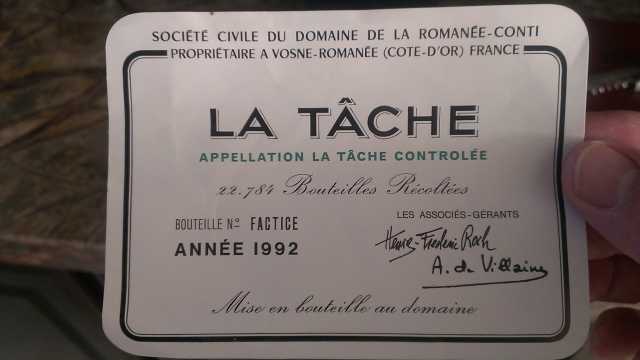 SOCIÉTÉ CIVILE DU DOMAINE DE LA ROMANÉE-CONTI
PROPRIÉTAIRE A VOSNE-ROMANÉE (COTE-D'OR) FRANCE
LA TÂCHE
APPELLATION LA TÂCHE CONTROLÉE
22.784 Bouteilles Récoltées
BOUTEILLE No FACTICE
ANNÉE 1992
LES ASSOCIÉS-GÉRANTS
Henry-Frédéric Roch
A. de Villaine
Mise en bouteille au domaine